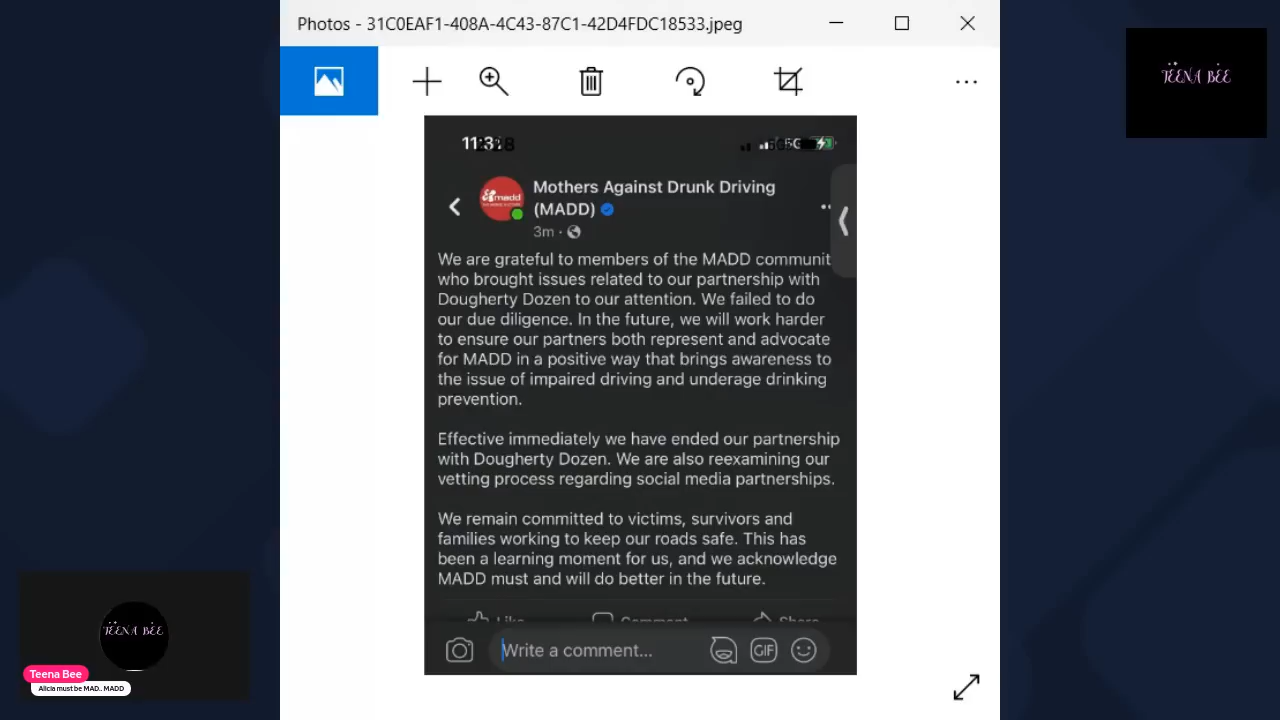 Photos - 31C0EAF1-408A-4C43-87C1-42D4FDC18533.jpeg
TEENA BEE
madd
Mothers Against Drunk Driving
(MADD)
3m ·
We are grateful to members of the MADD communit
who brought issues related to our partnership with
Dougherty Dozen to our attention. We failed to do
our due diligence. In the future, we will work harder
to ensure our partners both represent and advocate
for MADD in a positive way that brings awareness to
the issue of impaired driving and underage drinking
prevention.
Effective immediately we have ended our partnership
with Dougherty Dozen. We are also reexamining our
vetting process regarding social media partnerships.
We remain committed to victims, survivors and
families working to keep our roads safe. This has
been a learning moment for us, and we acknowledge
MADD must and will do better in the future.
Like Comment Share
Write a comment...
GIF
TEENA BEE
Teena Bee
Alicia must be MAD.. MADD